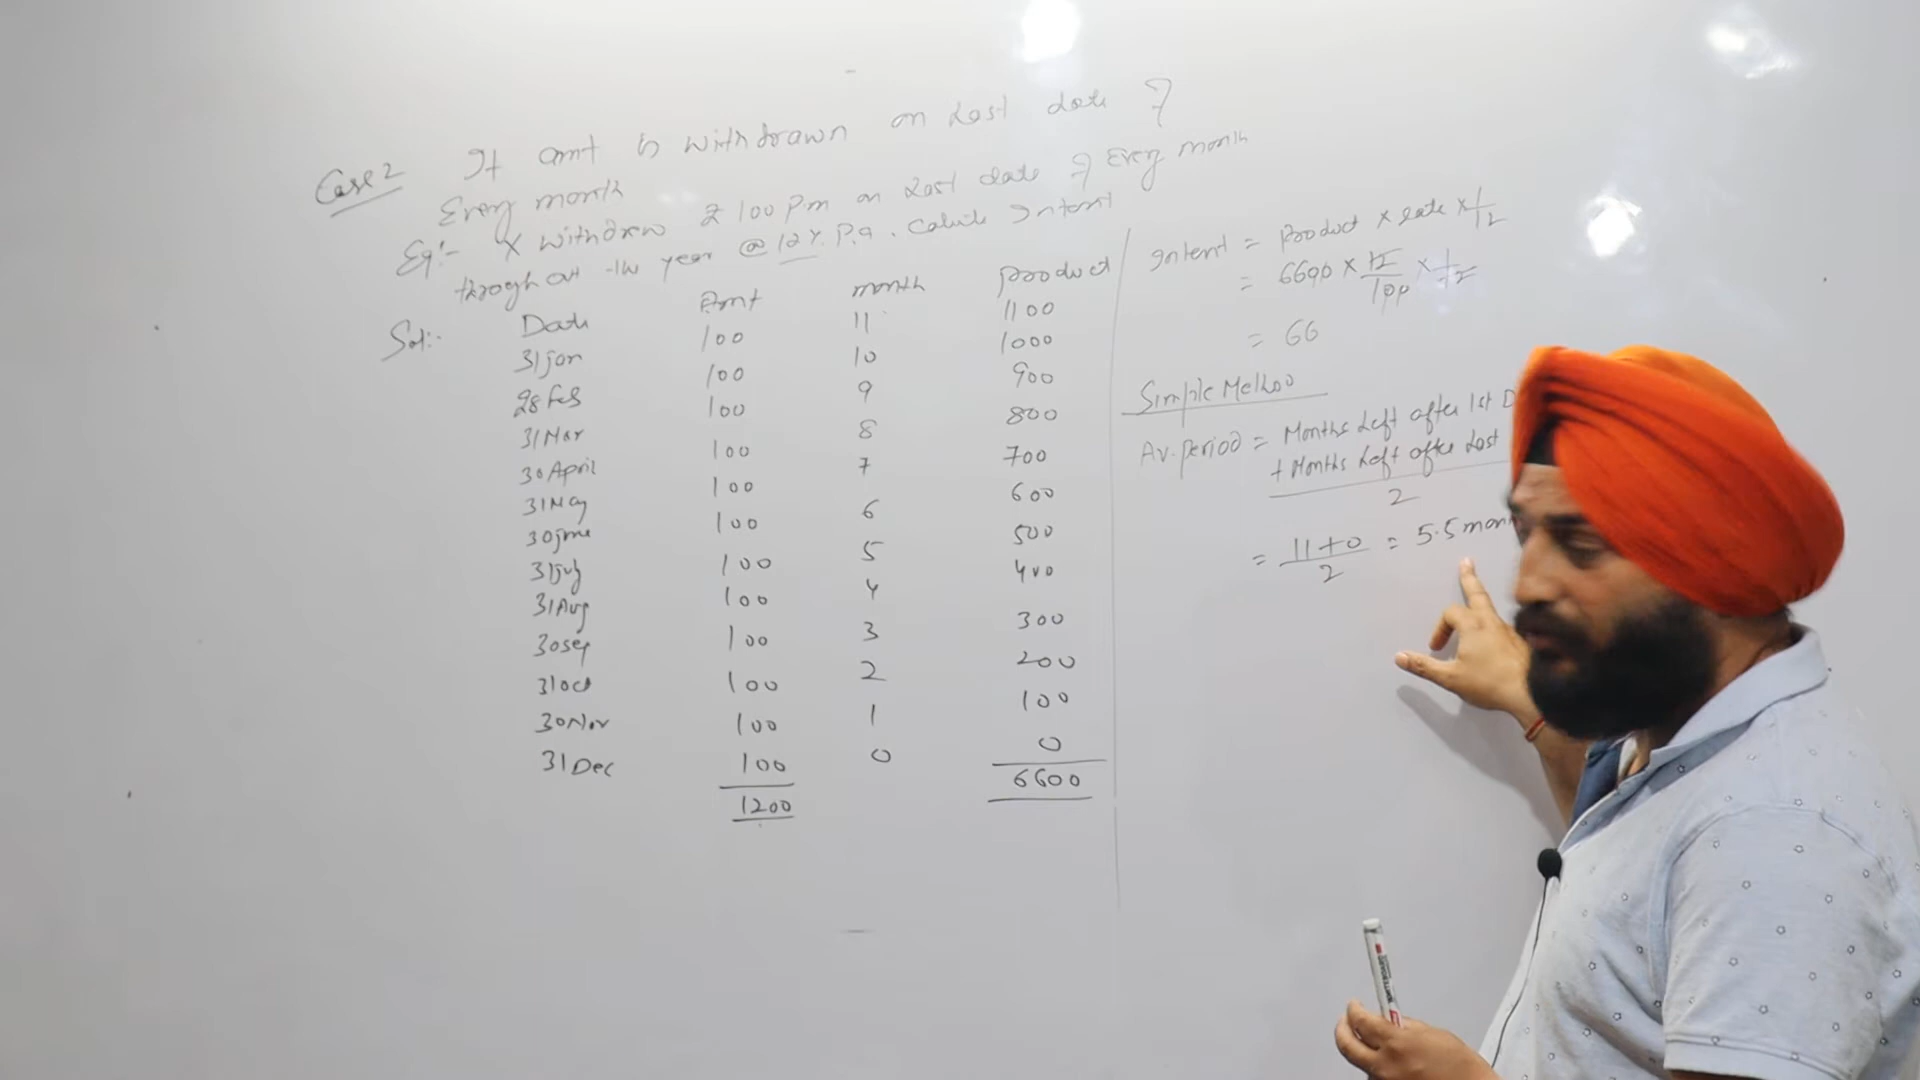 Case 2 If amt is withdrawn on Last date of
Every month
Eg:- X withdrew ₹ 100 P.m on Last date of Every month
through out the year @ 12% P.a.
Sol:-
Date Amt month product
31 Jan 100 11 1100
28 Feb 100 10 1000
31 Mar 100 9 900
30 April 100 8 800
31 May 100 7 700
30 June 100 6 600
31 July 100 5 500
31 Aug 100 4 400
30 sep 100 3 300
31 oct 100 2 200
30 Nov 100 1 100
31 Dec 100 0 0
1200 6600
= Product × Rate × 1/12
= 6600 × 12/100 × 1/12
= 66
Simple Method
Av. period = Months Left after 1st D
+ Months Left after Last
2
= 11+0/2 = 5.5 mon